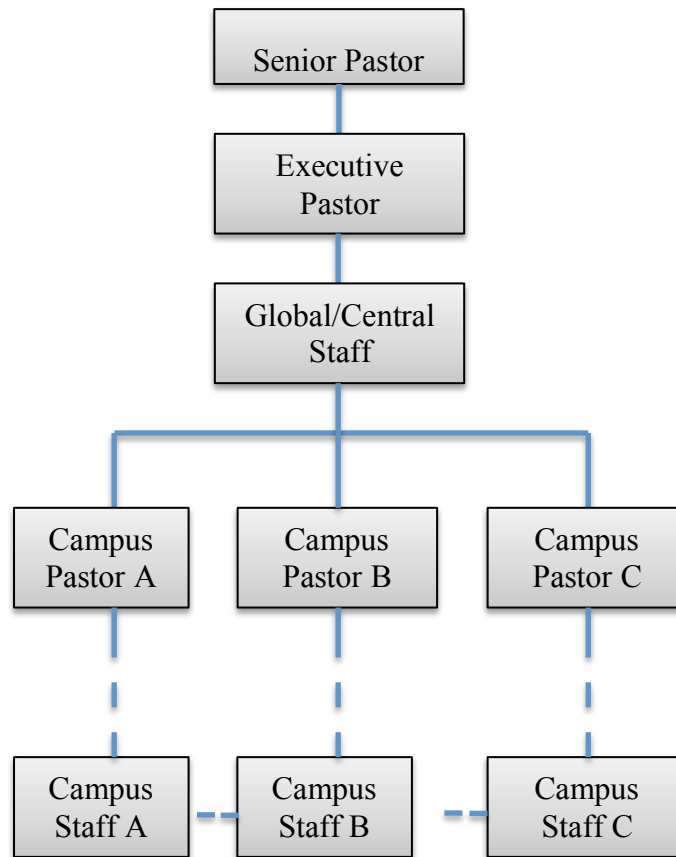 Senior Pastor
Executive
Pastor
Global/Central
Staff
Campus
Pastor A
Campus
Pastor B
Campus
Pastor C
Campus
Staff A
Campus
Staff B
Campus
Staff C